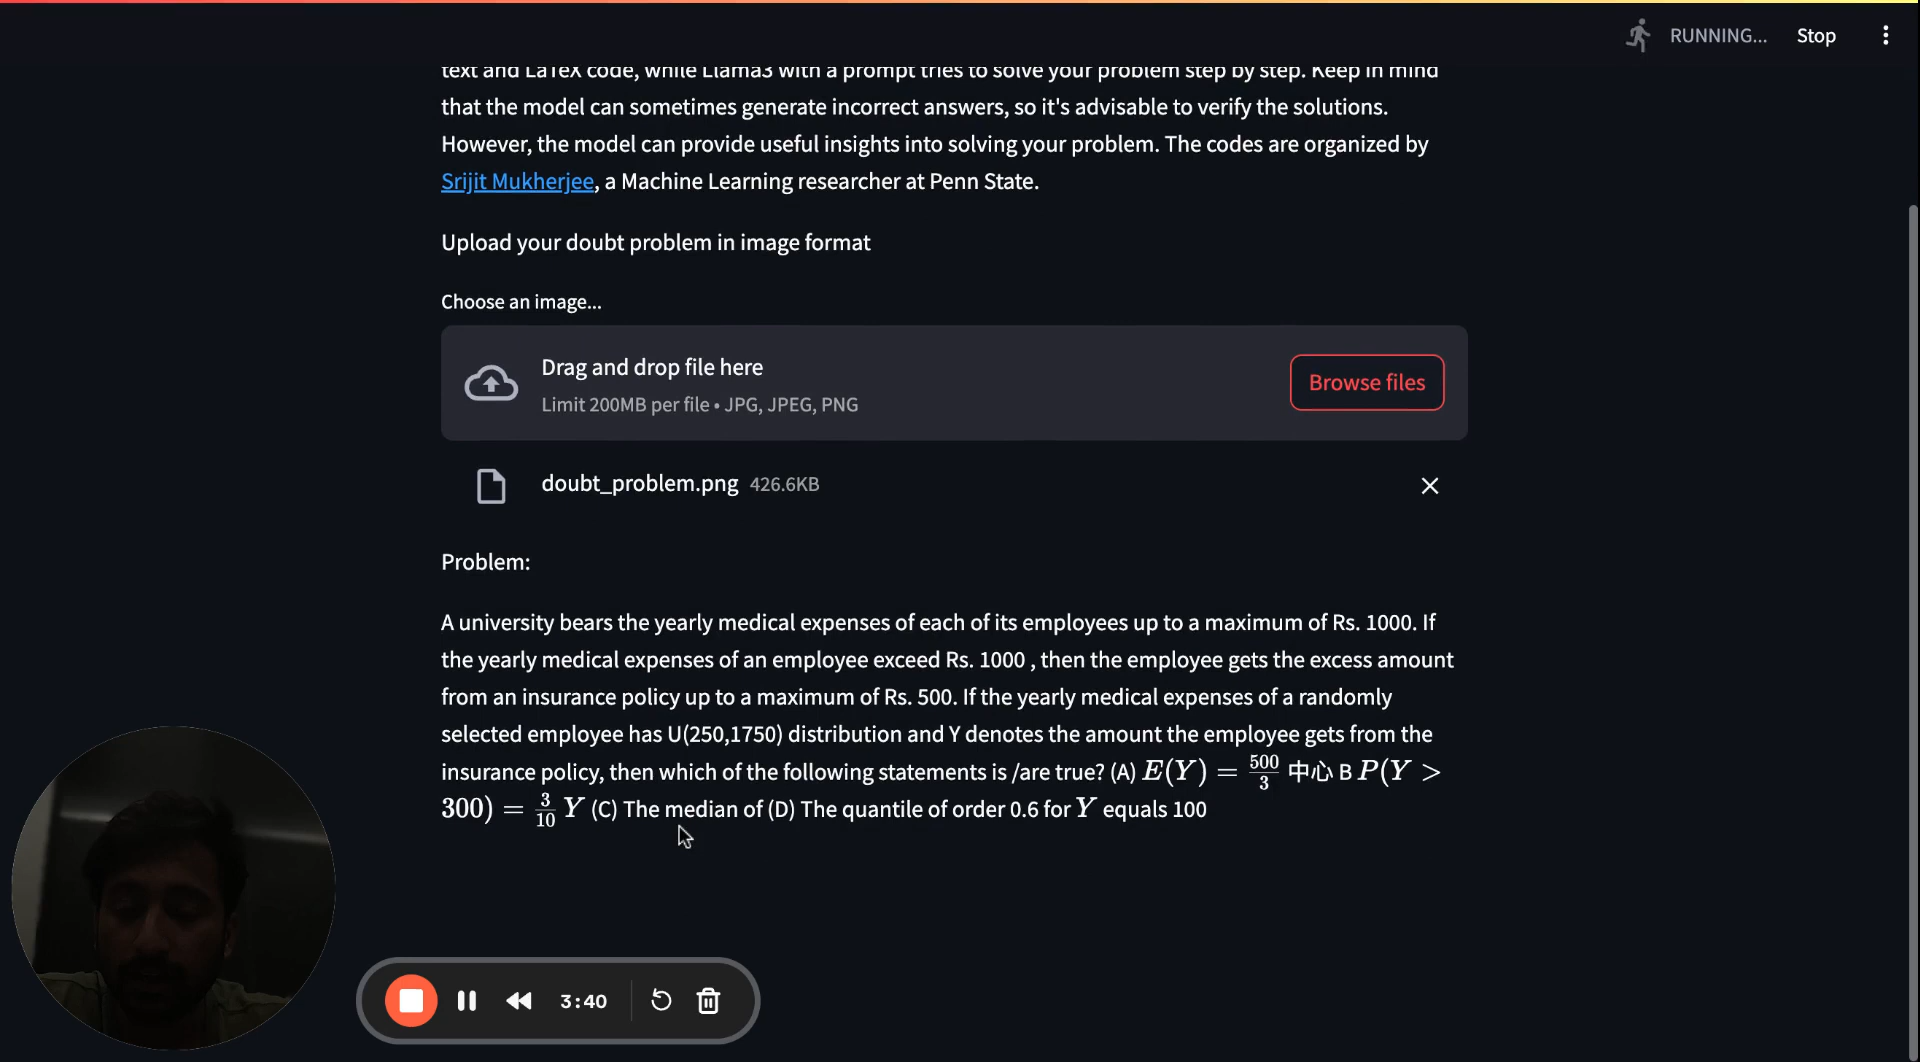 RUNNING...
Stop
text and LaTeX code, while Llama3 with a prompt tries to solve your problem step by step. Keep in mind
that the model can sometimes generate incorrect answers, so it's advisable to verify the solutions.
However, the model can provide useful insights into solving your problem. The codes are organized by
Srijit Mukherjee, a Machine Learning researcher at Penn State.
Upload your doubt problem in image format
Choose an image...
Drag and drop file here
Limit 200MB per file • JPG, JPEG, PNG
Browse files
doubt_problem.png 426.6KB
Problem:
A university bears the yearly medical expenses of each of its employees up to a maximum of Rs. 1000. If
the yearly medical expenses of an employee exceed Rs. 1000 , then the employee gets the excess amount
from an insurance policy up to a maximum of Rs. 500. If the yearly medical expenses of a randomly
selected employee has U(250,1750) distribution and Y denotes the amount the employee gets from the
insurance policy, then which of the following statements is /are true? (A) E(Y) = 500/3 中心 B P(Y >
300) = 3/10 Y (C) The median of (D) The quantile of order 0.6 for Y equals 100
3:40